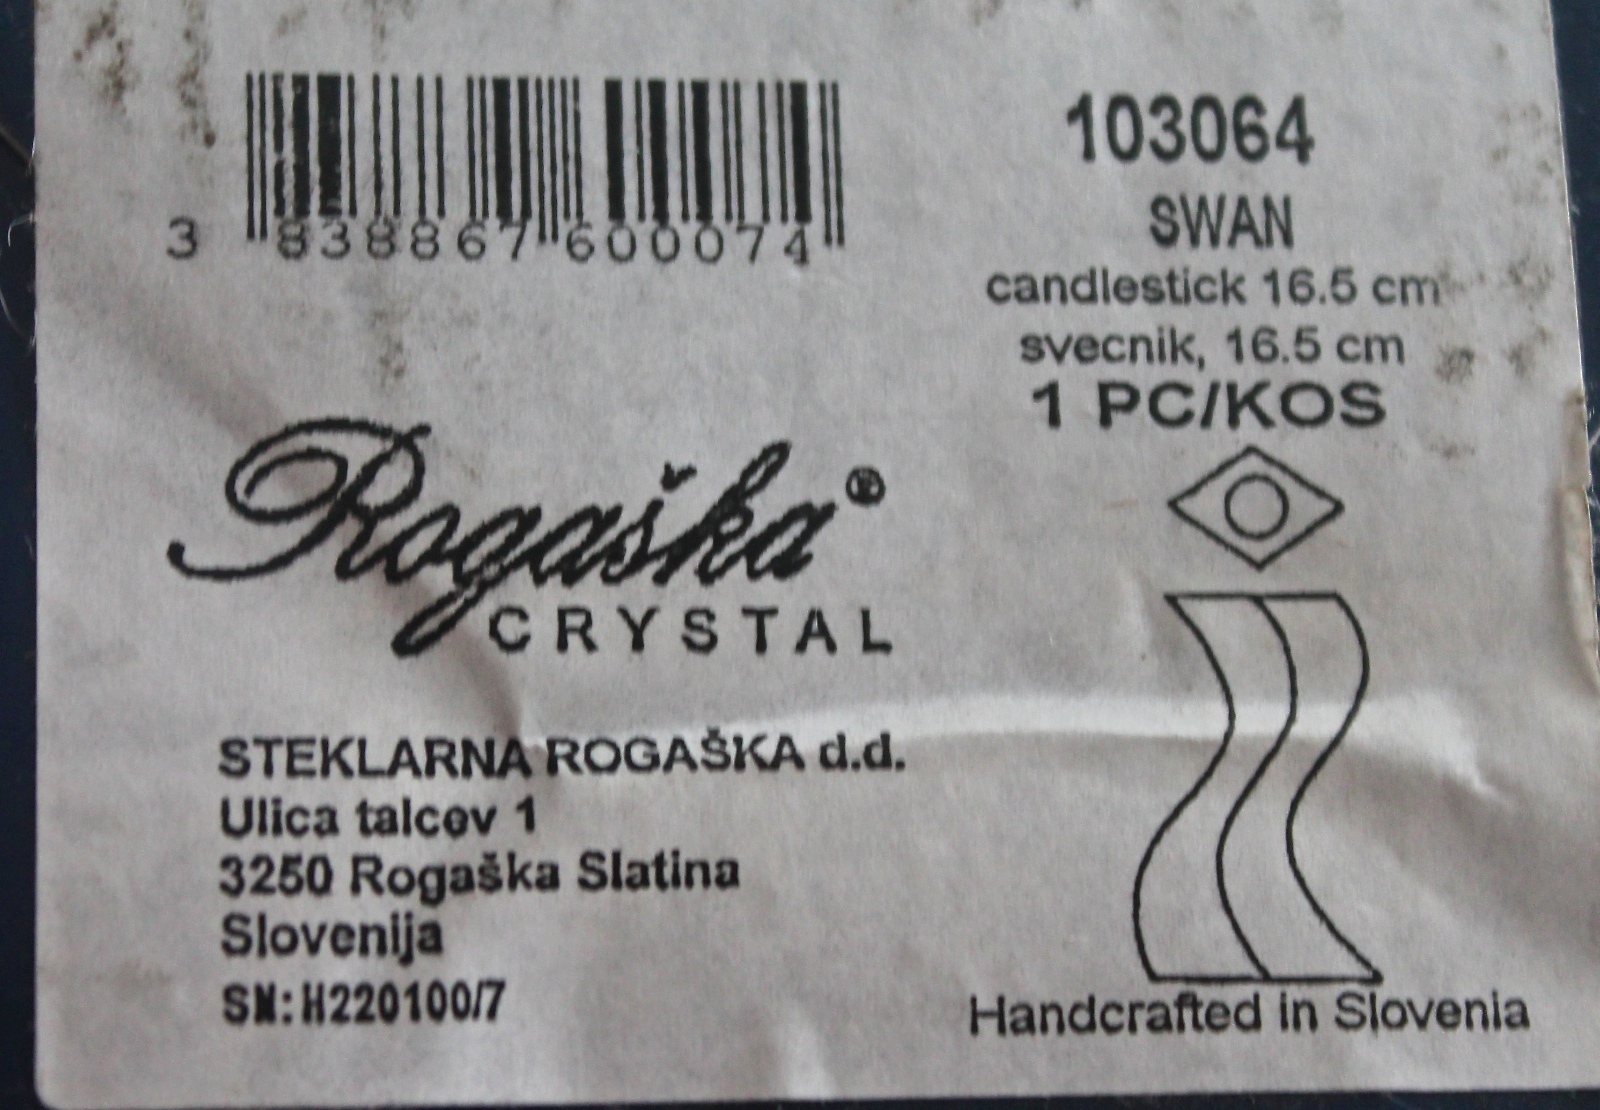 3 838867 600074
103064
SWAN
candlestick 16.5 cm
svecnik, 16.5 cm
1 PC/KOS
Rogaška®
CRYSTAL
STEKLARNA ROGAŠKA d.d.
Ulica talcev 1
3250 Rogaška Slatina
Slovenija
SN:H220100/7
Handcrafted in Slovenia